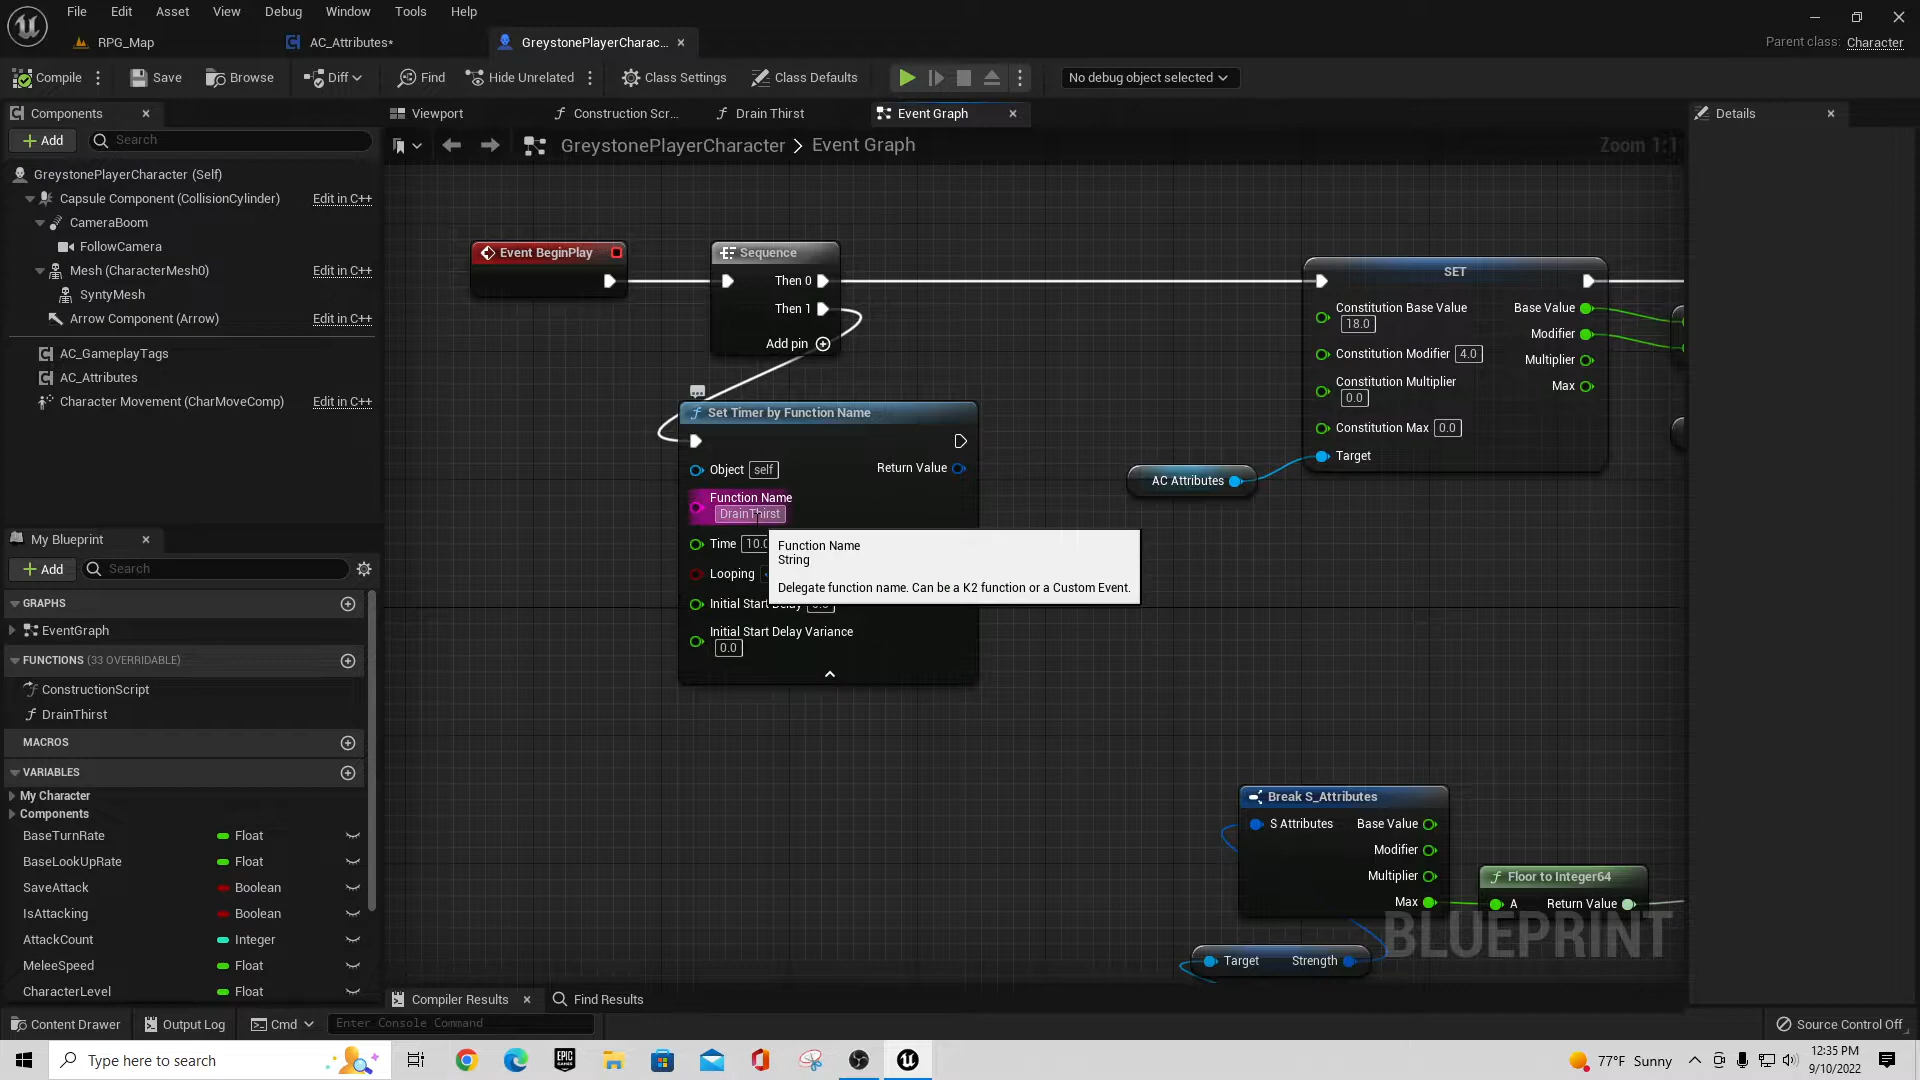 File Edit Asset View Debug Window Tools Help
RPG_Map AC_Attributes* GreystonePlayerCharac...
Parent class: Character
Compile Save Browse Diff Find Hide Unrelated Class Settings Class Defaults No debug object selected
Components Viewport Construction Scr... Drain Thirst Event Graph Details
Add Search
GreystonePlayerCharacter > Event Graph Zoom 1:1
GreystonePlayerCharacter (Self)
Capsule Component (CollisionCylinder) Edit in C++
CameraBoom
FollowCamera
Mesh (CharacterMesh0) Edit in C++
SyntyMesh
Arrow Component (Arrow) Edit in C++
AC_GameplayTags
AC_Attributes
Character Movement (CharMoveComp) Edit in C++
My Blueprint
Add Search
GRAPHS
EventGraph
FUNCTIONS (33 OVERRIDABLE)
ConstructionScript
DrainThirst
MACROS
VARIABLES
My Character
Components
BaseTurnRate Float
BaseLookUpRate Float
SaveAttack Boolean
IsAttacking Boolean
AttackCount Integer
MeleeSpeed Float
CharacterLevel Float
Event BeginPlay
Sequence
Then 0
Then 1
Add pin
Set Timer by Function Name
Object self Return Value
Function Name
DrainThirst
Time 10.0
Looping
Initial Start Delay 0.0
Initial Start Delay Variance
0.0
Function Name
String
Delegate function name. Can be a K2 function or a Custom Event.
SET
Constitution Base Value Base Value
18.0
Modifier
Constitution Modifier 4.0 Multiplier
Constitution Multiplier Max
0.0
Constitution Max 0.0
Target
AC Attributes
Break S_Attributes
S Attributes Base Value
Modifier
Multiplier
Max
Floor to Integer64
A Return Value
Target Strength
BLUEPRINT
Compiler Results Find Results
Content Drawer Output Log Cmd Enter Console Command Source Control Off
Type here to search
EPIC GAMES
77°F Sunny
12:35 PM
9/10/2022